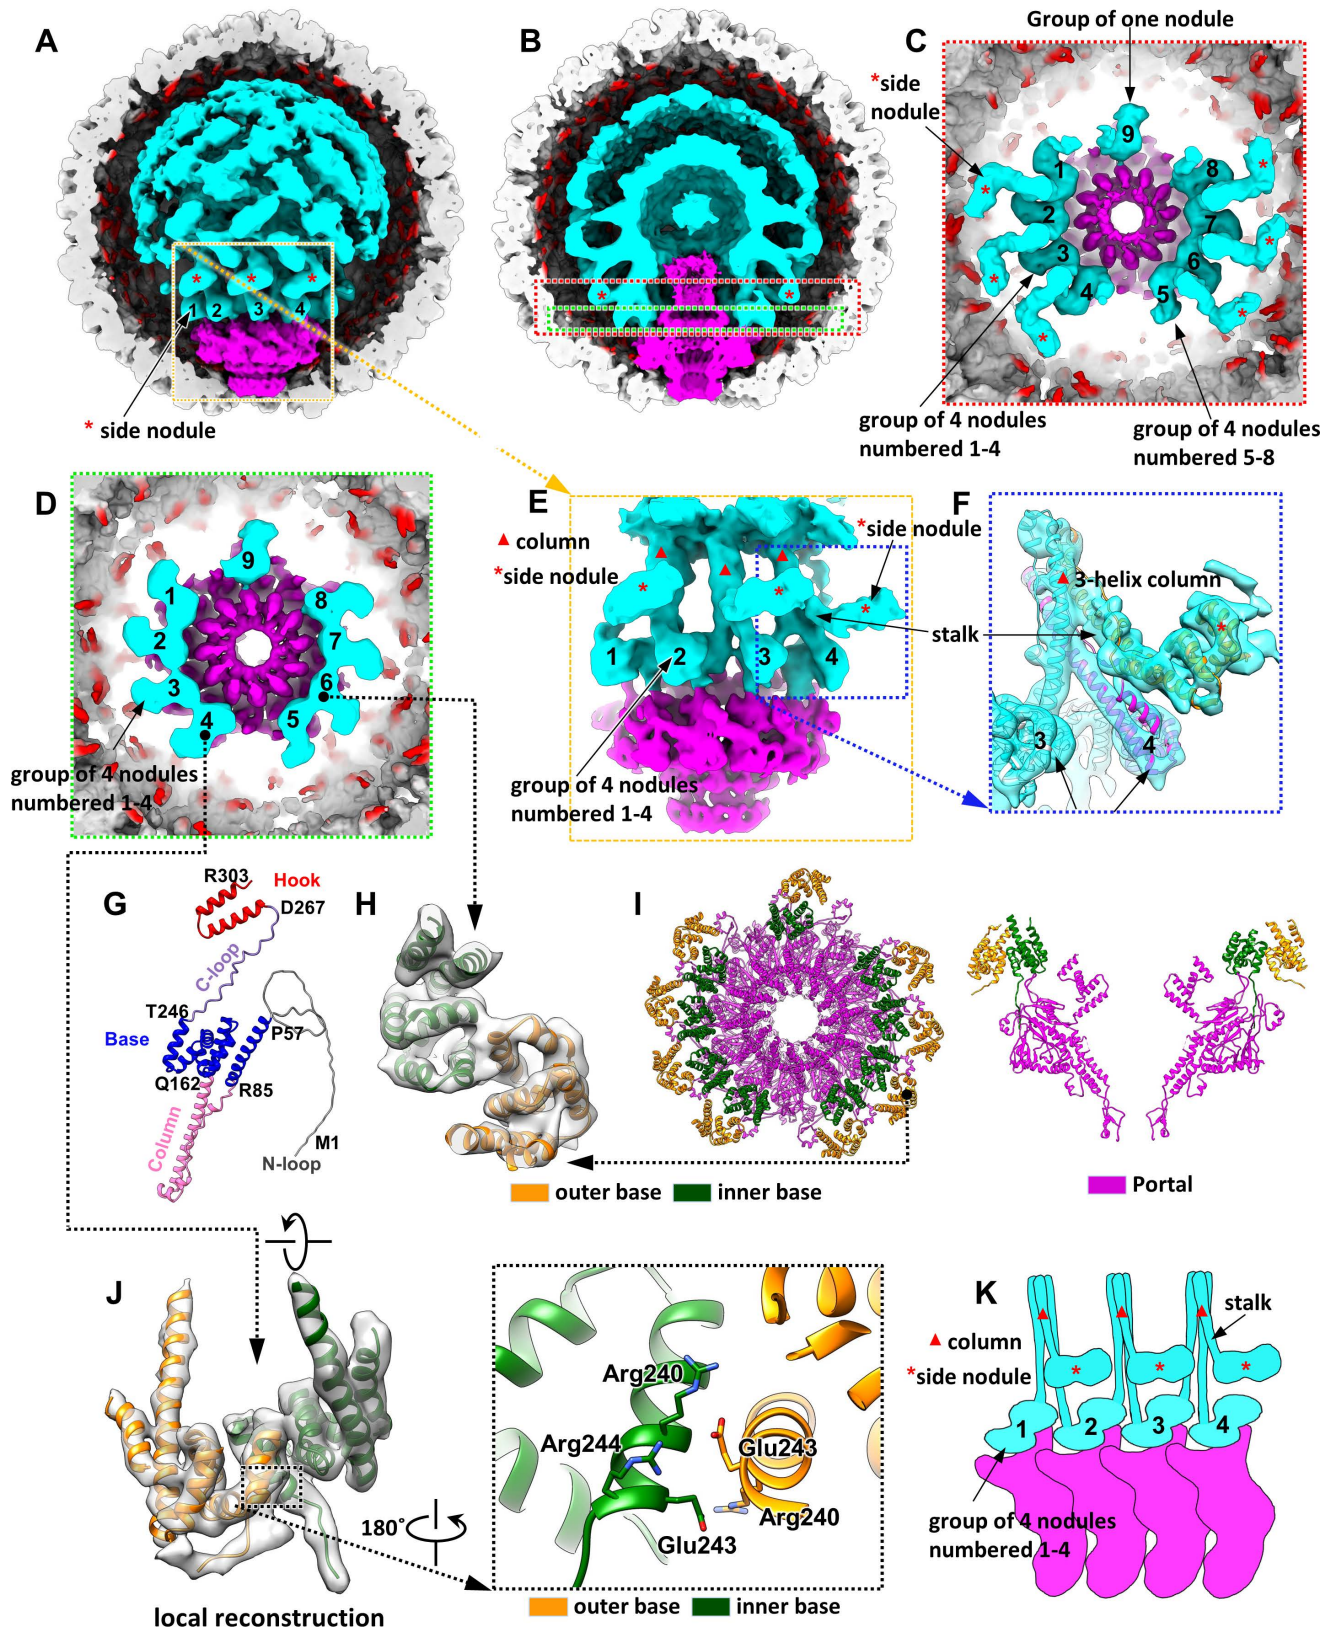 A
1
2
3
4
* side nodule
B
C
Group of one nodule
*side
nodule
9
1
8
2
7
3
6
4
5
group of 4 nodules
numbered 1-4
group of 4 nodules
numbered 5-8
D
9
1
8
2
7
3
6
4
5
group of 4 nodules
numbered 1-4
E
column
*side nodule
*side nodule
stalk
1
2
3
4
group of 4 nodules
numbered 1-4
F
3-helix column
3
4
G
R303
Hook
D267
C-loop
T246
Base
P57
Q162
R85
Column
M1
N-loop
H
I
outer base
inner base
Portal
J
180°
local reconstruction
Arg240
Arg244
Glu243
Arg240
Glu243
outer base
inner base
K
stalk
column
*side nodule
1
2
3
4
group of 4 nodules
numbered 1-4